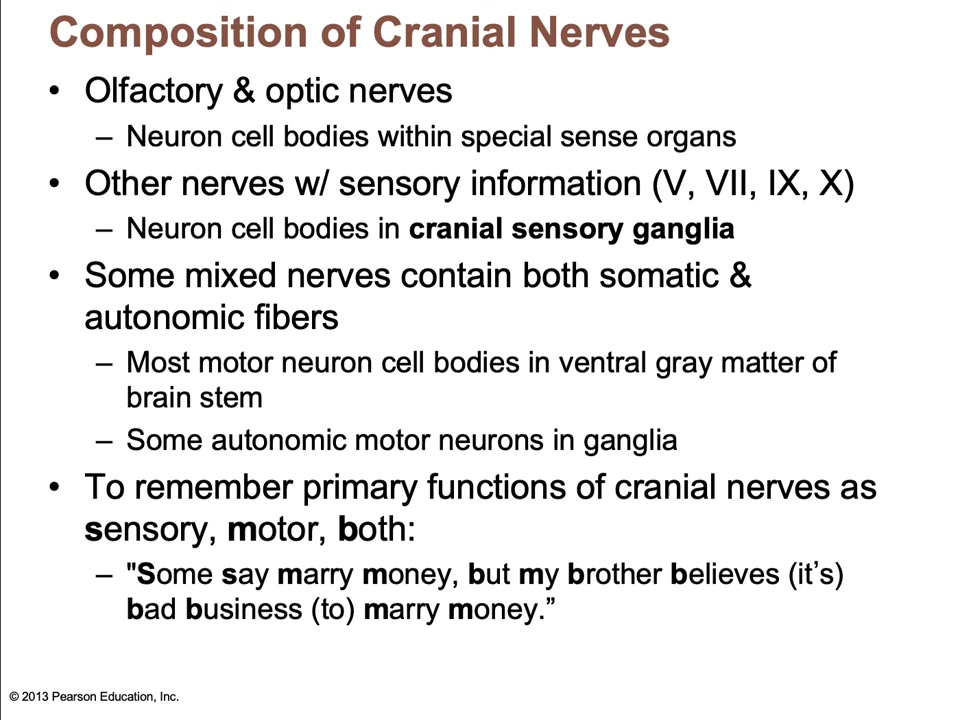 Composition of Cranial Nerves
• Olfactory & optic nerves
– Neuron cell bodies within special sense organs
• Other nerves w/ sensory information (V, VII, IX, X)
– Neuron cell bodies in cranial sensory ganglia
• Some mixed nerves contain both somatic &
autonomic fibers
– Most motor neuron cell bodies in ventral gray matter of
brain stem
– Some autonomic motor neurons in ganglia
• To remember primary functions of cranial nerves as
sensory, motor, both:
– "Some say marry money, but my brother believes (it’s)
bad business (to) marry money.”
© 2013 Pearson Education, Inc.